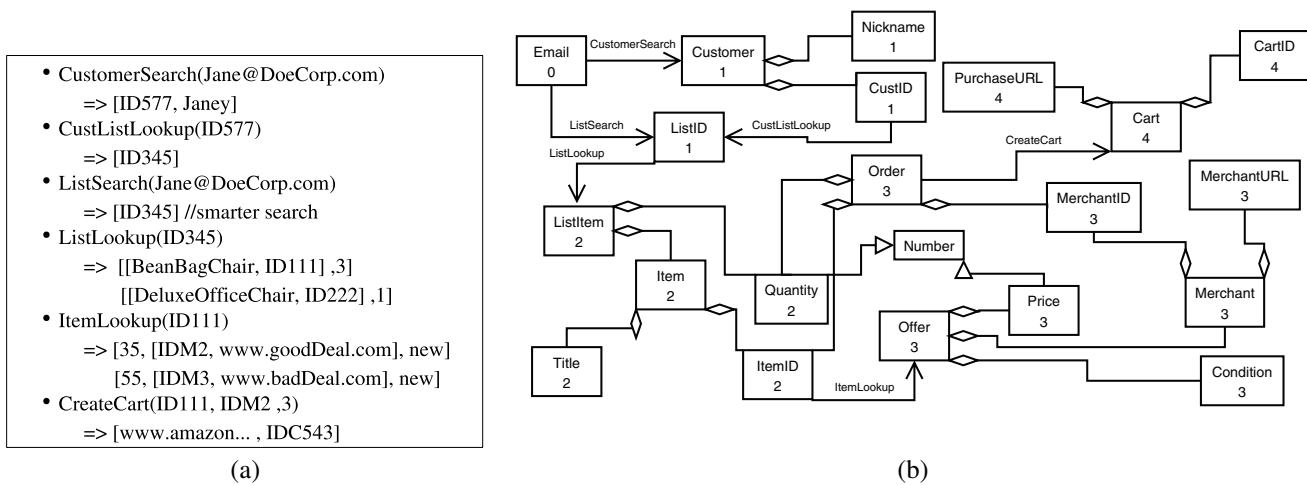 • CustomerSearch(Jane@DoeCorp.com)
=> [ID577, Janey]
• CustListLookup(ID577)
=> [ID345]
• ListSearch(Jane@DoeCorp.com)
=> [ID345] //smarter search
• ListLookup(ID345)
=> [[BeanBagChair, ID111] ,3]
[[DeluxeOfficeChair, ID222] ,1]
• ItemLookup(ID111)
=> [35, [IDM2, www.goodDeal.com], new]
[55, [IDM3, www.badDeal.com], new]
• CreateCart(ID111, IDM2 ,3)
=> [www.amazon... , IDC543]
(a)
Email
0
CustomerSearch
Customer
1
Nickname
1
CustID
1
PurchaseURL
4
CartID
4
Cart
4
ListSearch
ListID
1
CustListLookup
CreateCart
ListLookup
Order
3
MerchantID
3
MerchantURL
3
ListItem
2
Number
Item
2
Quantity
2
Price
3
Merchant
3
Offer
3
Title
2
ItemID
2
ItemLookup
Condition
3
(b)